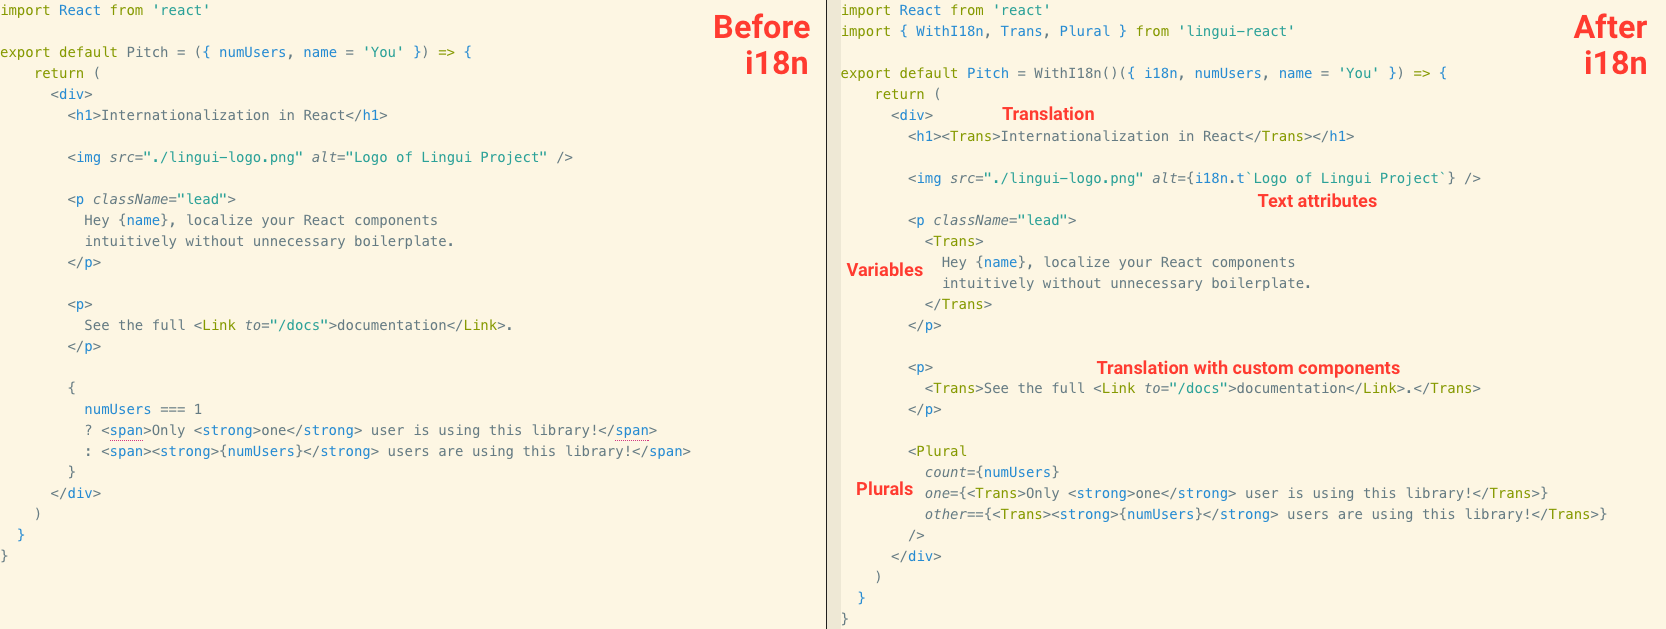 import React from 'react'
Before
i18n
export default Pitch = ({ numUsers, name = 'You' }) => {
return (
<div>
<h1>Internationalization in React</h1>
<img src="./lingui-logo.png" alt="Logo of Lingui Project" />
<p className="lead">
Hey {name}, localize your React components
intuitively without unnecessary boilerplate.
</p>
<p>
See the full <Link to="/docs">documentation</Link>.
</p>
{
numUsers === 1
? <span>Only <strong>one</strong> user is using this library!</span>
: <span><strong>{numUsers}</strong> users are using this library!</span>
}
</div>
)
}
}
import React from 'react'
import { WithI18n, Trans, Plural } from 'lingui-react'
After
i18n
export default Pitch = WithI18n()({ i18n, numUsers, name = 'You' }) => {
return (
<div>
Translation
<h1><Trans>Internationalization in React</Trans></h1>
<img src="./lingui-logo.png" alt={i18n.t`Logo of Lingui Project`} />
Text attributes
<p className="lead">
<Trans>
Variables
Hey {name}, localize your React components
intuitively without unnecessary boilerplate.
</Trans>
</p>
<p>
Translation with custom components
<Trans>See the full <Link to="/docs">documentation</Link>.</Trans>
</p>
<Plural
count={numUsers}
Plurals
one={<Trans>Only <strong>one</strong> user is using this library!</Trans>}
other=={<Trans><strong>{numUsers}</strong> users are using this library!</Trans>}
/>
</div>
)
}
}